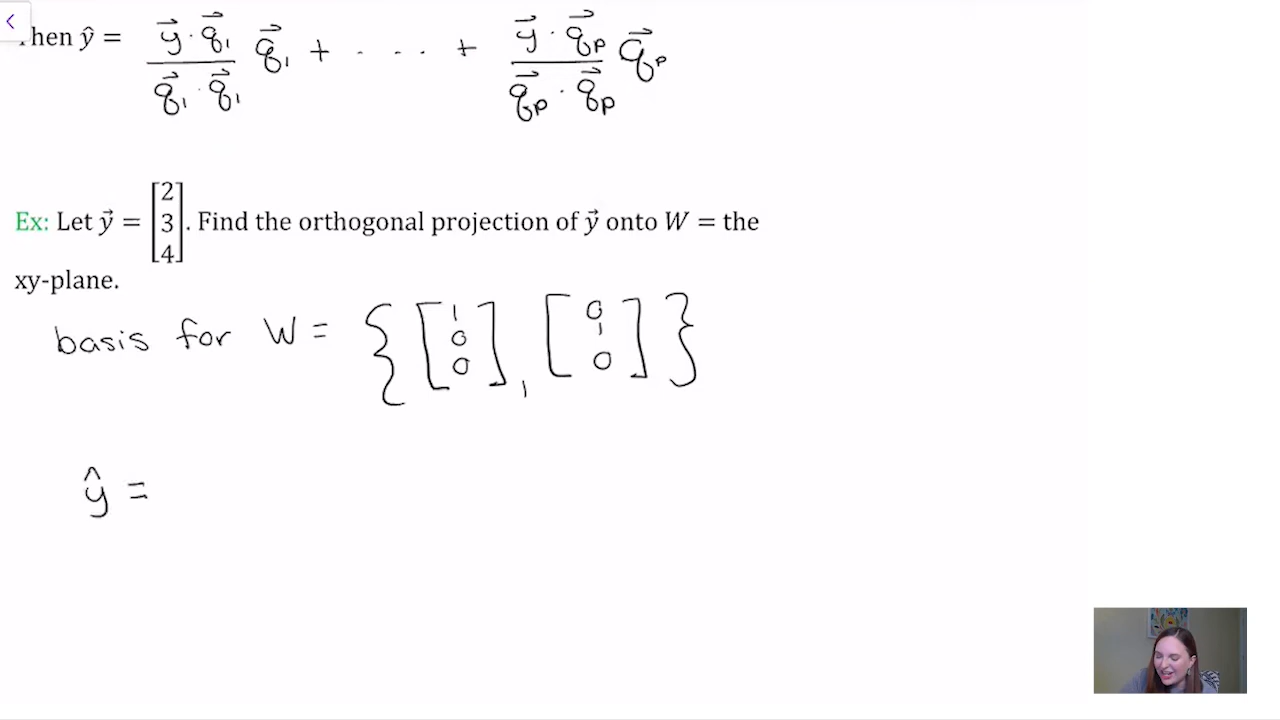 hen ŷ = (y⃗ · q⃗₁)/(q⃗₁ · q⃗₁) q⃗₁ + · · · + (y⃗ · q⃗ₚ)/(q⃗ₚ · q⃗ₚ) q⃗ₚ
Ex: Let y⃗ = [2 3 4]. Find the orthogonal projection of y⃗ onto W = the
xy-plane.
basis for W = { [1 0 0], [0 1 0] }
ŷ =